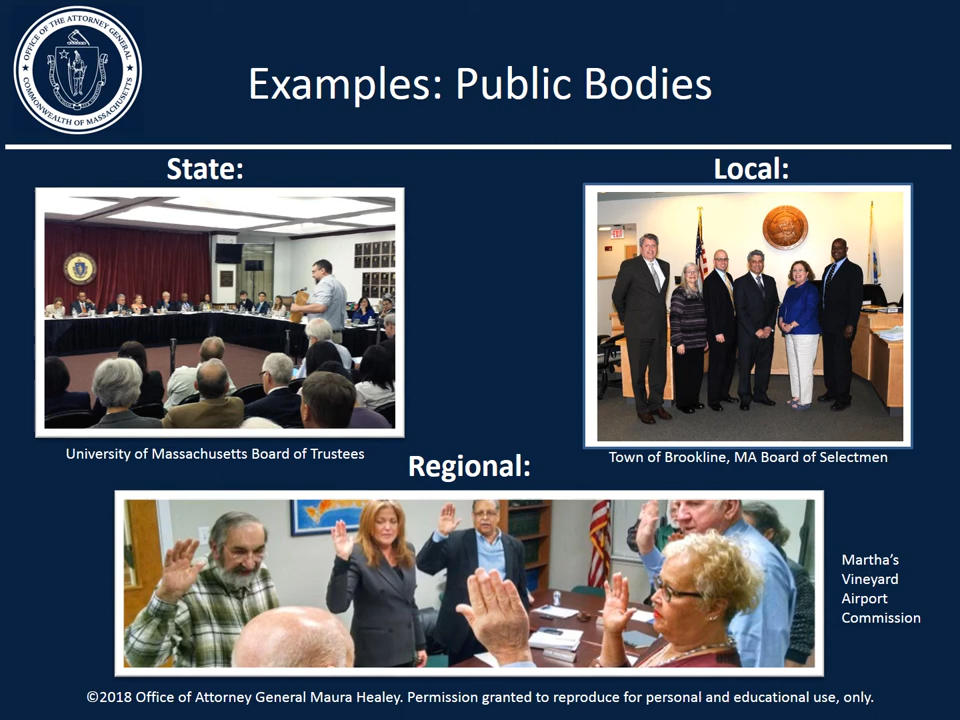 OFFICE OF THE ATTORNEY GENERAL
COMMONWEALTH OF MASSACHUSETTS
Examples: Public Bodies
State:
Local:
University of Massachusetts Board of Trustees
Town of Brookline, MA Board of Selectmen
Regional:
Martha’s
Vineyard
Airport
Commission
©2018 Office of Attorney General Maura Healey. Permission granted to reproduce for personal and educational use, only.